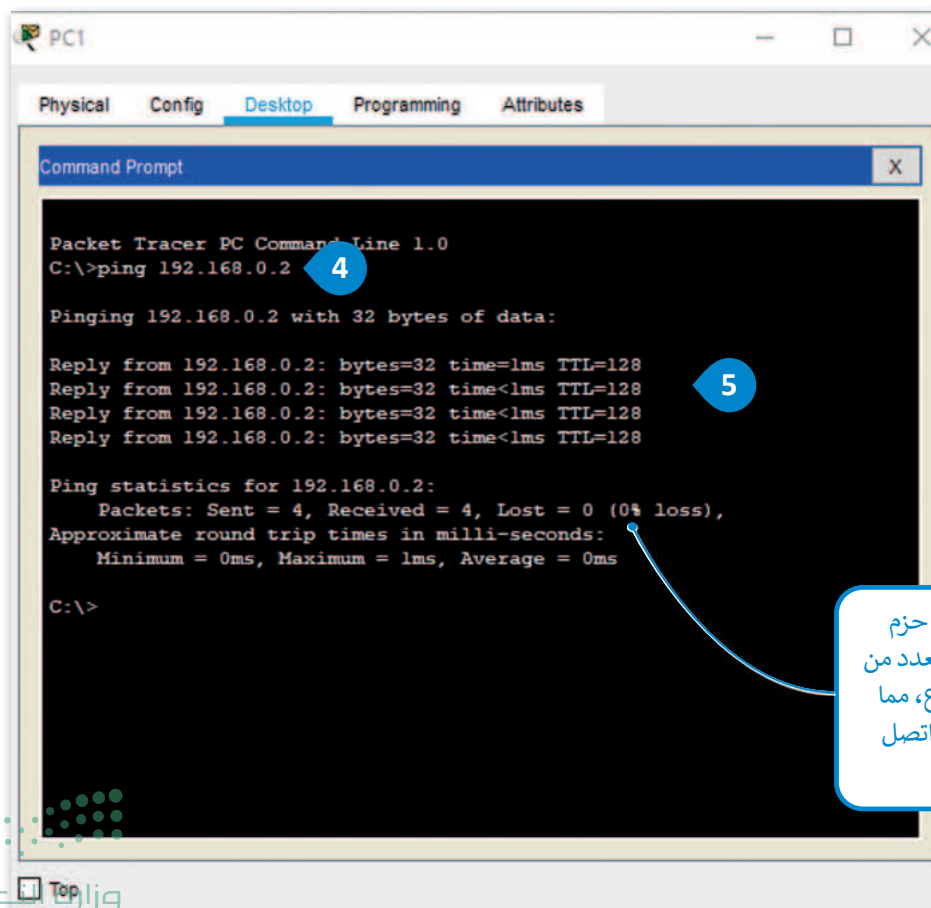 PC1
Physical Config Desktop Programming Attributes
Command Prompt
X
Packet Tracer PC Command Line 1.0
C:\>ping 192.168.0.2
4
Pinging 192.168.0.2 with 32 bytes of data:
Reply from 192.168.0.2: bytes=32 time=1ms TTL=128
Reply from 192.168.0.2: bytes=32 time<1ms TTL=128
5
Reply from 192.168.0.2: bytes=32 time<1ms TTL=128
Reply from 192.168.0.2: bytes=32 time<1ms TTL=128
Ping statistics for 192.168.0.2:
Packets: Sent = 4, Received = 4, Lost = 0 (0% loss),
Approximate round trip times in milli-seconds:
Minimum = 0ms, Maximum = 1ms, Average = 0ms
C:\>
حزم
من
، مما
اتصل
Top